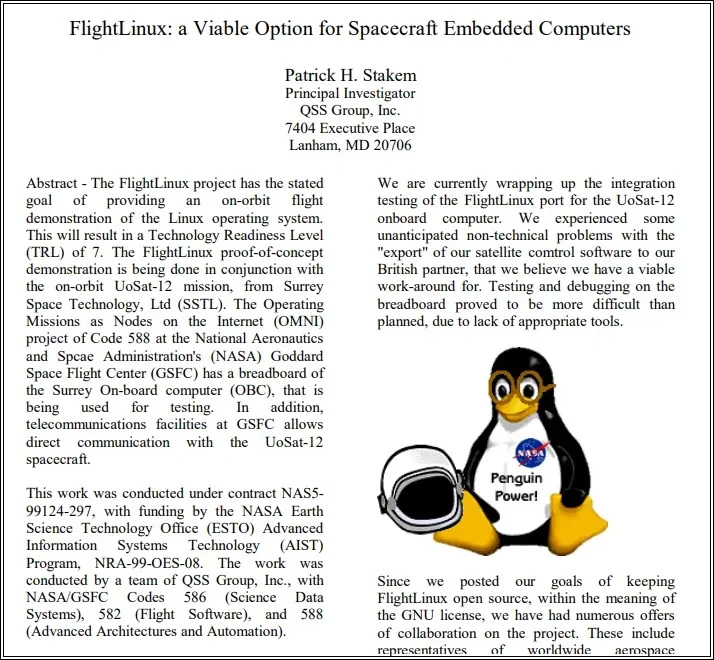 FlightLinux: a Viable Option for Spacecraft Embedded Computers
Patrick H. Stakem
Principal Investigator
QSS Group, Inc.
7404 Executive Place
Lanham, MD 20706
Abstract - The FlightLinux project has the stated
goal of providing an on-orbit flight
demonstration of the Linux operating system.
This will result in a Technology Readiness Level
(TRL) of 7. The FlightLinux proof-of-concept
demonstration is being done in conjunction with
the on-orbit UoSat-12 mission, from Surrey
Space Technology, Ltd (SSTL). The Operating
Missions as Nodes on the Internet (OMNI)
project of Code 588 at the National Aeronautics
and Spcae Administration's (NASA) Goddard
Space Flight Center (GSFC) has a breadboard of
the Surrey On-board computer (OBC), that is
being used for testing. In addition,
telecommunications facilities at GSFC allows
direct communication with the UoSat-12
spacecraft.
This work was conducted under contract NAS5-
99124-297, with funding by the NASA Earth
Science Technology Office (ESTO) Advanced
Information Systems Technology (AIST)
Program, NRA-99-OES-08. The work was
conducted by a team of QSS Group, Inc., with
NASA/GSFC Codes 586 (Science Data
Systems), 582 (Flight Software), and 588
(Advanced Architectures and Automation).
We are currently wrapping up the integration
testing of the FlightLinux port for the UoSat-12
onboard computer. We experienced some
unanticipated non-technical problems with the
"export" of our satellite comtrol software to our
British partner, that we believe we have a viable
work-around for. Testing and debugging on the
breadboard proved to be more difficult than
planned, due to lack of appropriate tools.
NASA
Penguin
Power!
Since we posted our goals of keeping
FlightLinux open source, within the meaning of
the GNU license, we have had numerous offers
of collaboration on the project. These include
representatives of worldwide aerospace